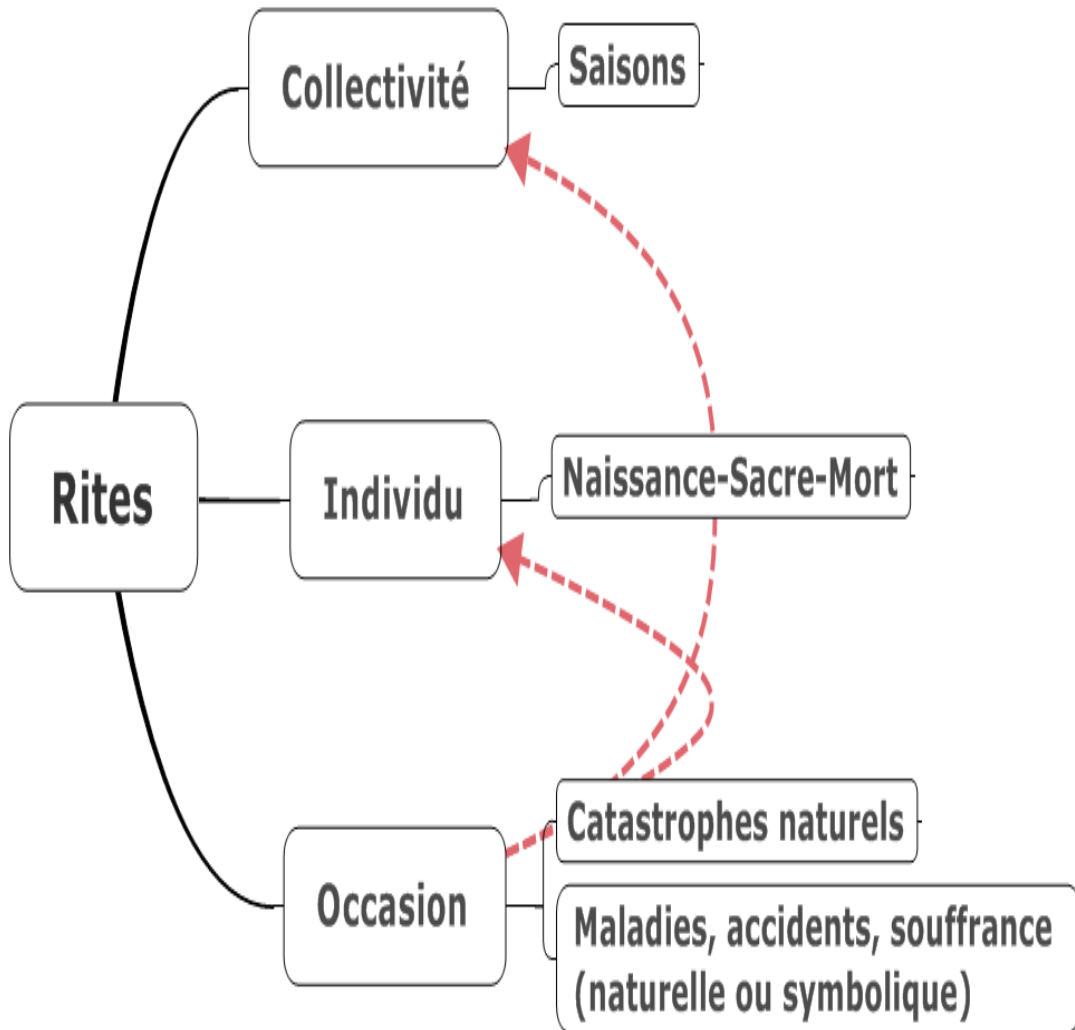 Collectivité
Saisons
Rites
Individu
Naissance-Sacre-Mort
Occasion
Catastrophes naturels
Maladies, accidents, souffrance
(naturelle ou symbolique)